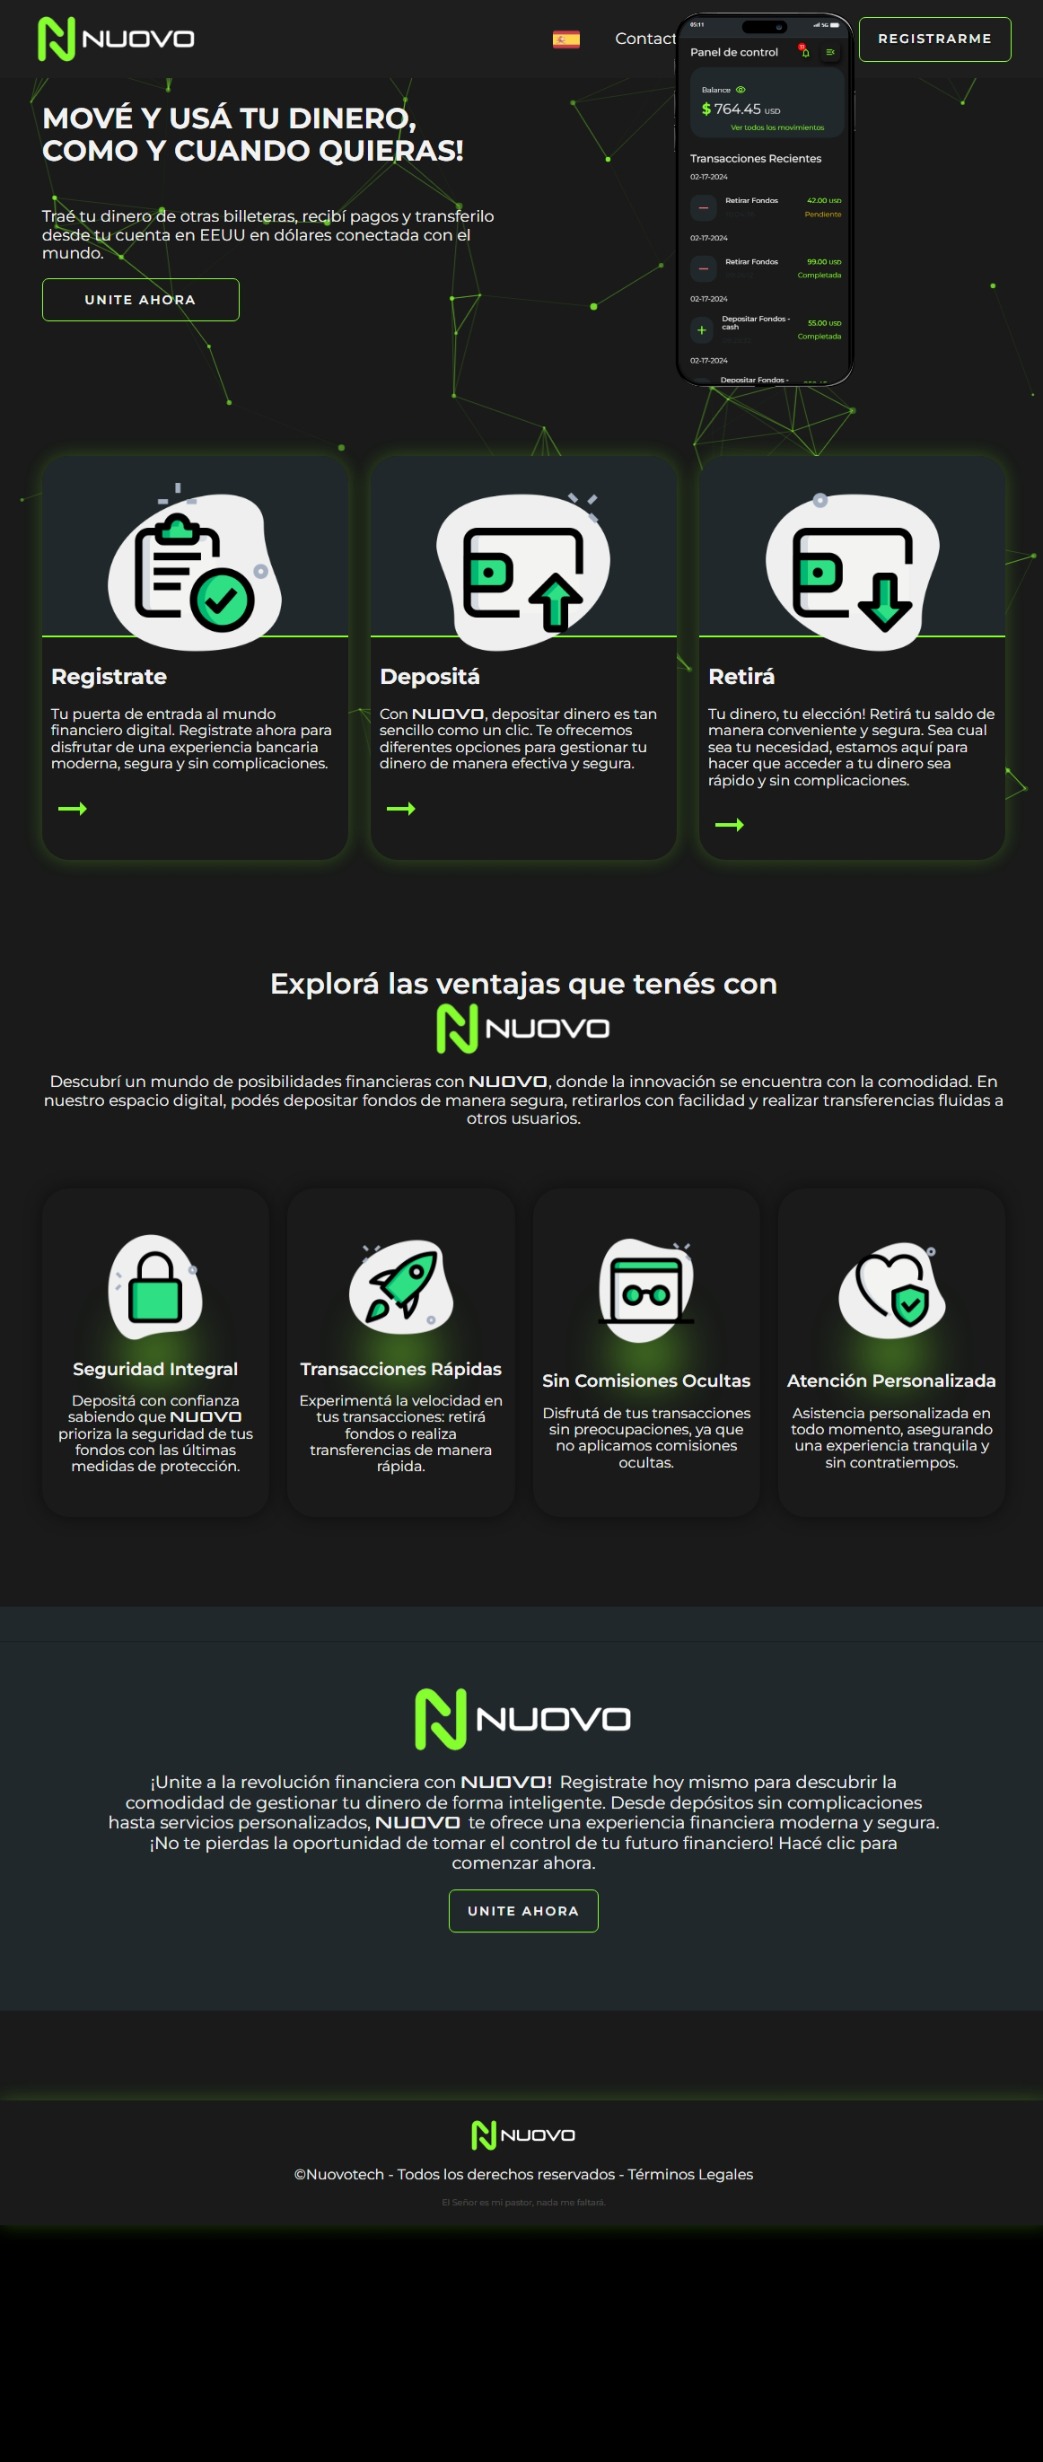 NUOVO
Contact
REGISTRARME
05:11
5G
Panel de control
Balance
$ 764.45 USD
Ver todos los movimientos
Transacciones Recientes
02-17-2024
Retirar Fondos 42.00 USD
Pendiente
02-17-2024
Retirar Fondos 99.00 USD
Completada
02-17-2024
Depositar Fondos - cash 55.00 USD
Completada
02-17-2024
Depositar Fondos -
MOVÉ Y USÁ TU DINERO,
COMO Y CUANDO QUIERAS!
Traé tu dinero de otras billeteras, recibí pagos y transferilo
desde tu cuenta en EEUU en dólares conectada con el
mundo.
UNITE AHORA
Registrate
Tu puerta de entrada al mundo
financiero digital. Registrate ahora para
disfrutar de una experiencia bancaria
moderna, segura y sin complicaciones.
Depositá
Con NUOVO, depositar dinero es tan
sencillo como un clic. Te ofrecemos
diferentes opciones para gestionar tu
dinero de manera efectiva y segura.
Retirá
Tu dinero, tu elección! Retirá tu saldo de
manera conveniente y segura. Sea cual
sea tu necesidad, estamos aquí para
hacer que acceder a tu dinero sea
rápido y sin complicaciones.
Explorá las ventajas que tenés con
NUOVO
Descubrí un mundo de posibilidades financieras con NUOVO, donde la innovación se encuentra con la comodidad. En
nuestro espacio digital, podés depositar fondos de manera segura, retirarlos con facilidad y realizar transferencias fluidas a
otros usuarios.
Seguridad Integral
Depositá con confianza
sabiendo que NUOVO
prioriza la seguridad de tus
fondos con las últimas
medidas de protección.
Transacciones Rápidas
Experimentá la velocidad en
tus transacciones: retirá
fondos o realiza
transferencias de manera
rápida.
Sin Comisiones Ocultas
Disfrutá de tus transacciones
sin preocupaciones, ya que
no aplicamos comisiones
ocultas.
Atención Personalizada
Asistencia personalizada en
todo momento, asegurando
una experiencia tranquila y
sin contratiempos.
NUOVO
¡Unite a la revolución financiera con NUOVO! Registrate hoy mismo para descubrir la
comodidad de gestionar tu dinero de forma inteligente. Desde depósitos sin complicaciones
hasta servicios personalizados, NUOVO te ofrece una experiencia financiera moderna y segura.
¡No te pierdas la oportunidad de tomar el control de tu futuro financiero! Hacé clic para
comenzar ahora.
UNITE AHORA
NUOVO
©Nuovotech - Todos los derechos reservados - Términos Legales
El Señor es mi pastor, nada me faltará.